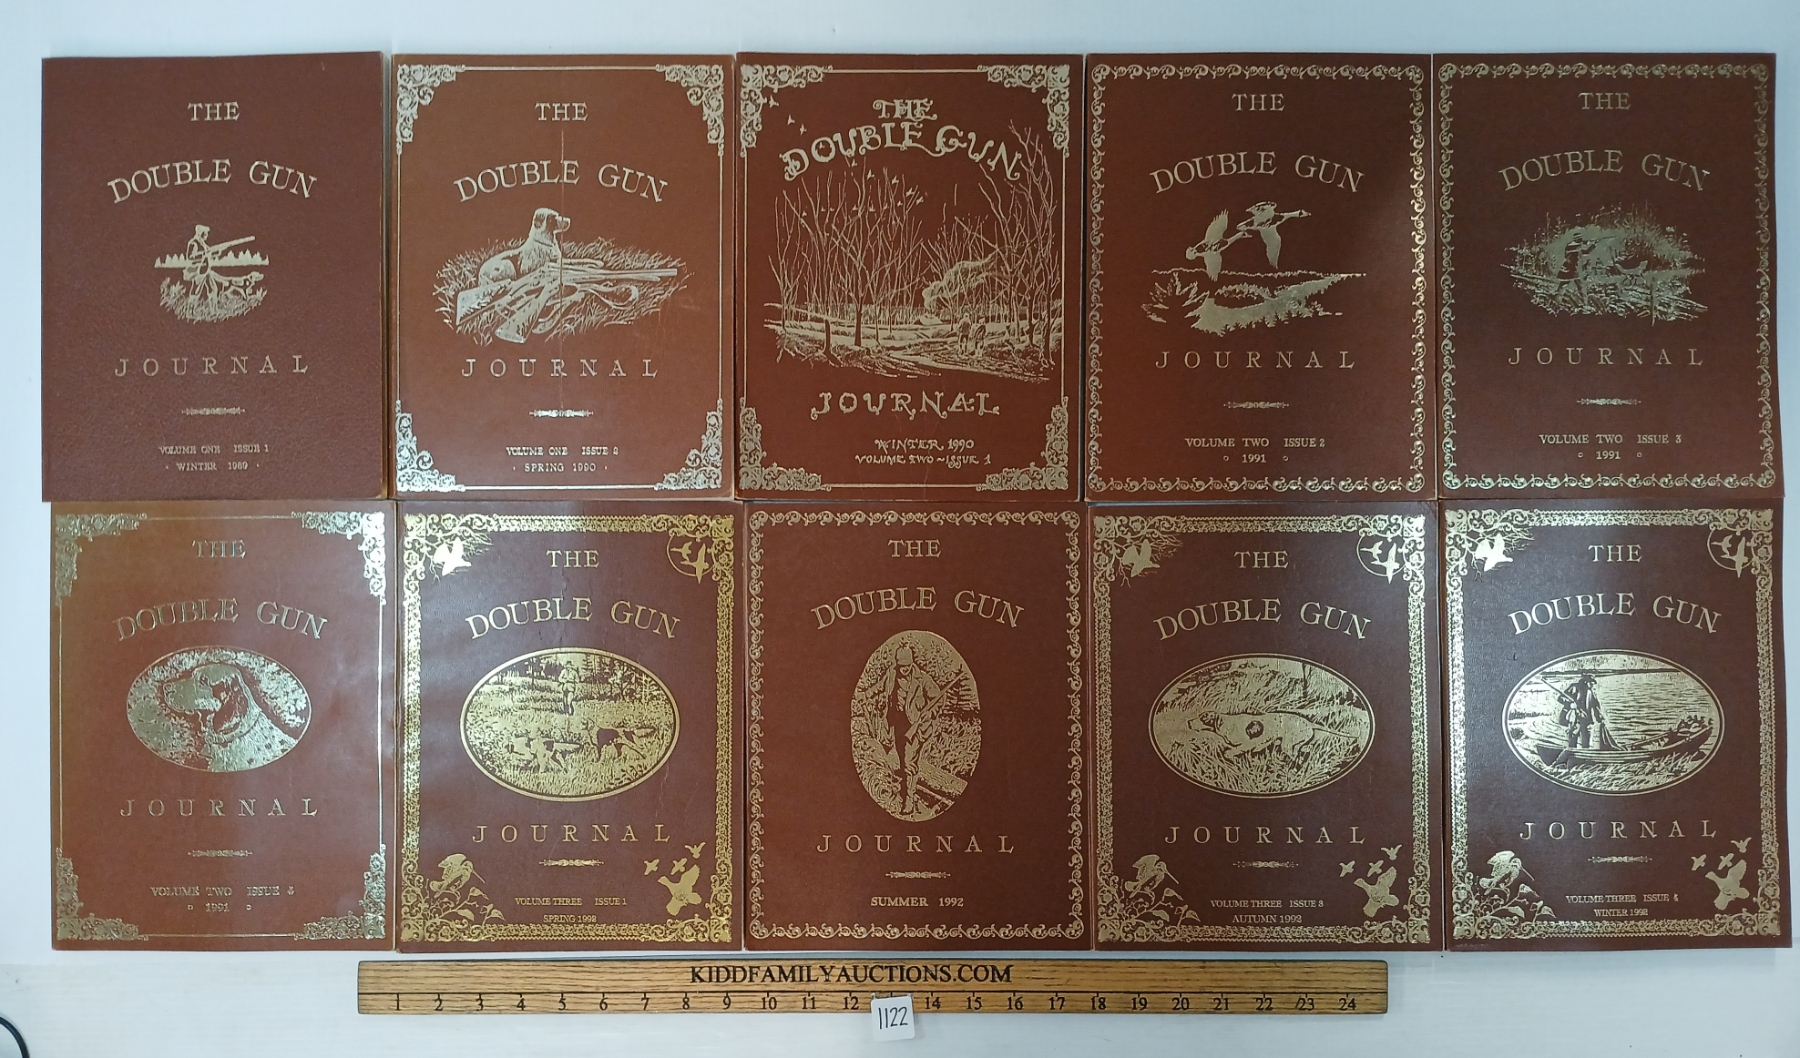 THE
DOUBLE GUN
JOURNAL
VOLUME ONE ISSUE 1
· WINTER 1989 ·
THE
DOUBLE GUN
JOURNAL
VOLUME ONE ISSUE 2
· SPRING 1990 ·
THE
DOUBLE GUN
JOURNAL
WINTER 1990
VOLUME TWO ~ ISSUE 1
THE
DOUBLE GUN
JOURNAL
VOLUME TWO ISSUE 2
1991
THE
DOUBLE GUN
JOURNAL
VOLUME TWO ISSUE 3
1991
THE
DOUBLE GUN
JOURNAL
VOLUME TWO ISSUE
1991
THE
DOUBLE GUN
JOURNAL
VOLUME THREE ISSUE 1
SPRING 1992
THE
DOUBLE GUN
JOURNAL
SUMMER 1992
THE
DOUBLE GUN
JOURNAL
VOLUME THREE ISSUE 3
AUTUMN 1992
THE
DOUBLE GUN
JOURNAL
VOLUME THREE ISSUE
WINTER 1992
KIDDFAMILYAUCTIONS.COM
1 2 3 4 5 6 7 8 9 10 11 12 14 15 16 17 18 19 20 21 22 23 24
1122